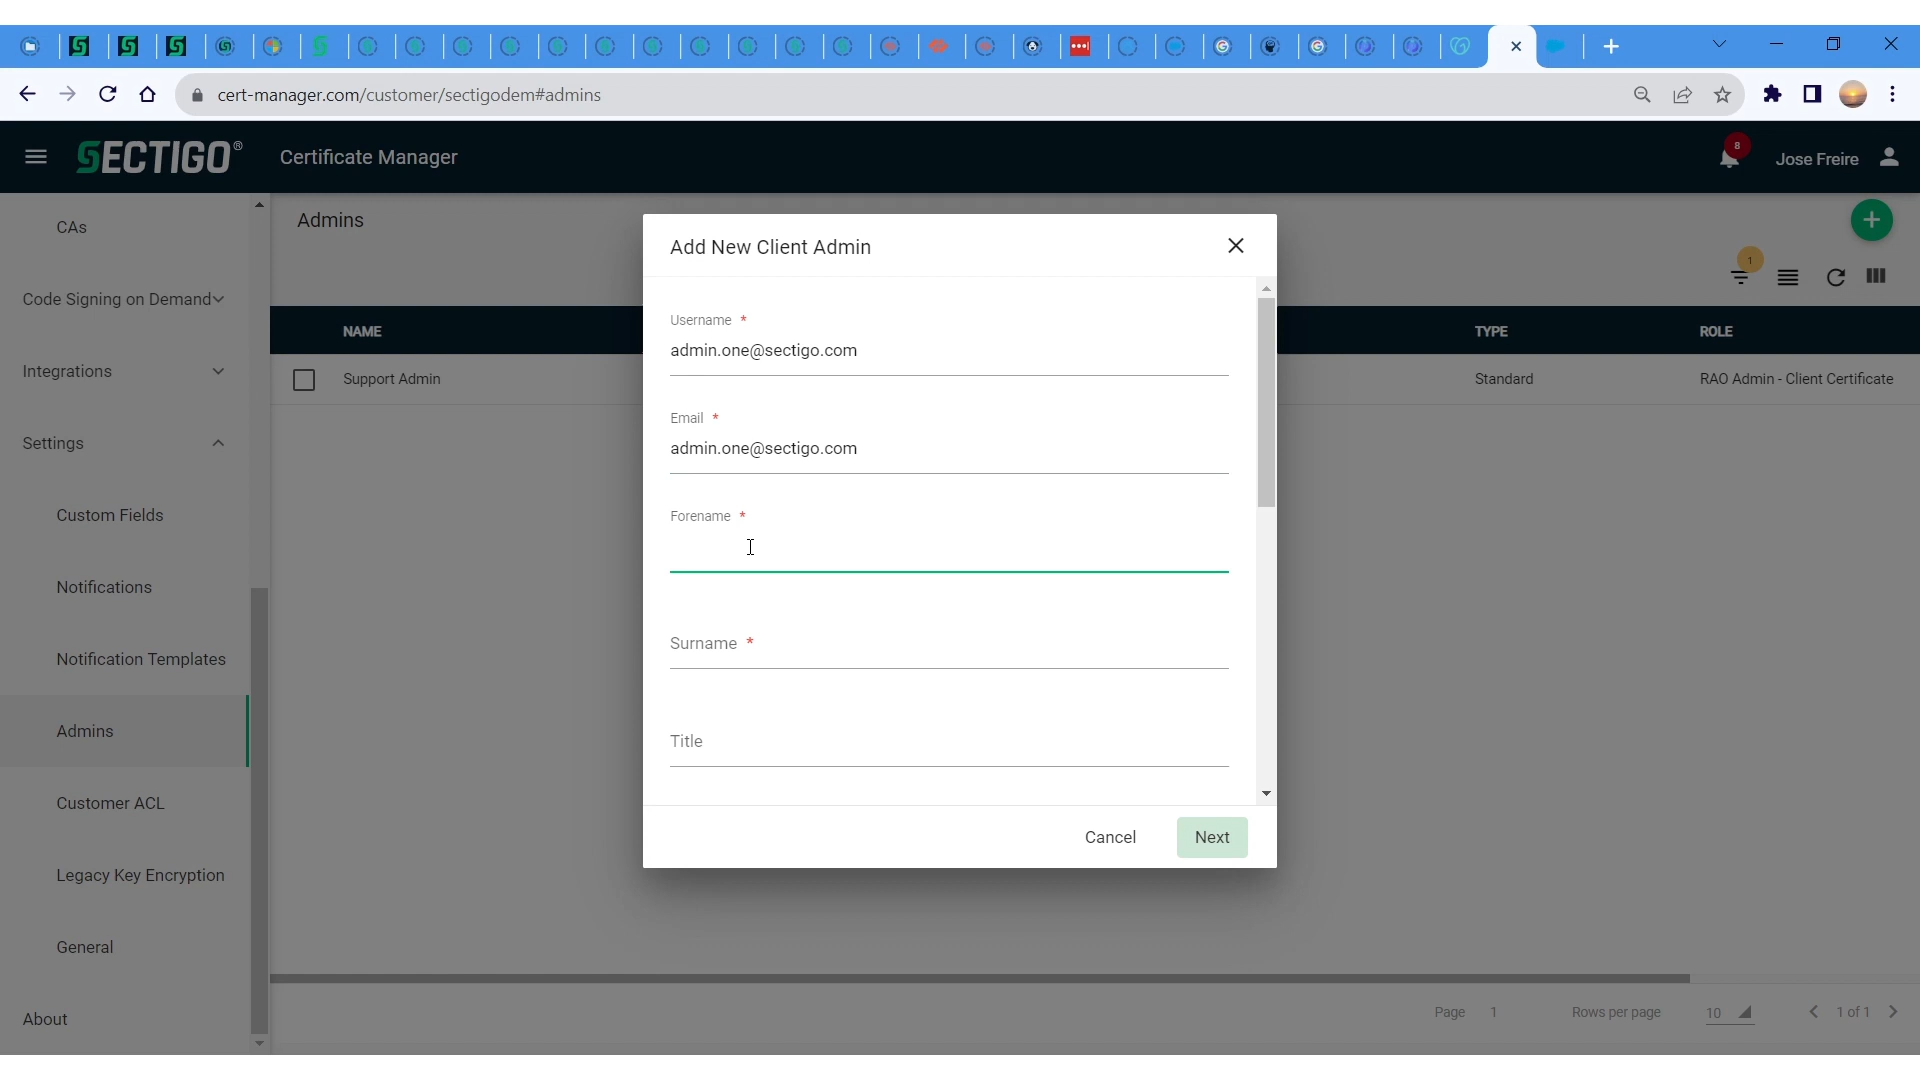 cert-manager.com/customer/sectigodem#admins
SECTIGO®
Certificate Manager
8
Jose Freire
CAs
Code Signing on Demand
Integrations
Settings
Custom Fields
Notifications
Notification Templates
Admins
Customer ACL
Legacy Key Encryption
General
About
Admins
1
NAME
TYPE
ROLE
Support Admin
Standard
RAO Admin - Client Certificate
Add New Client Admin
Username *
admin.one@sectigo.com
Email *
admin.one@sectigo.com
Forename *
Surname *
Title
Cancel
Next
Page 1
Rows per page 10
1 of 1